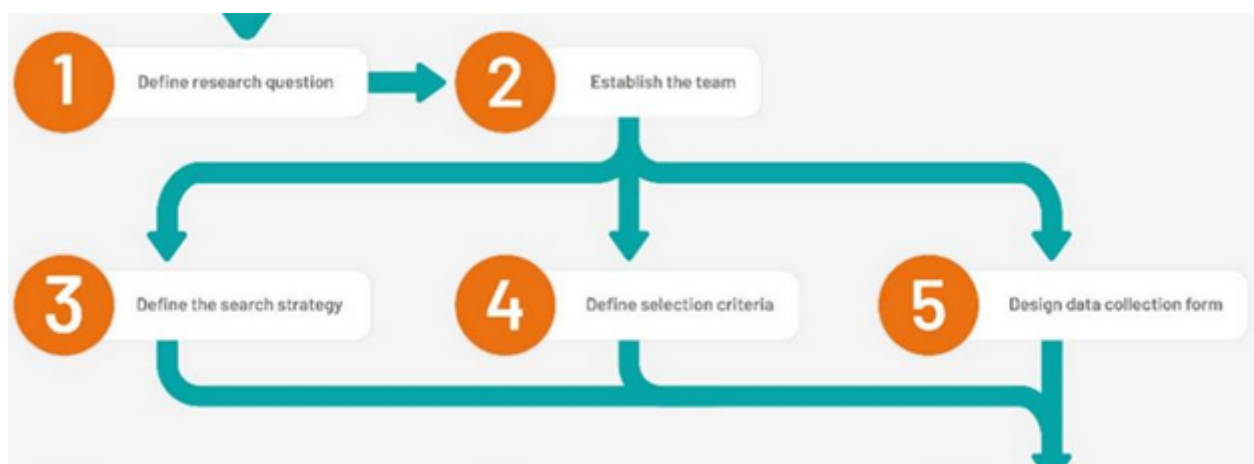 1 Define research question
2 Establish the team
3 Define the search strategy
4 Define selection criteria
5 Design data collection form